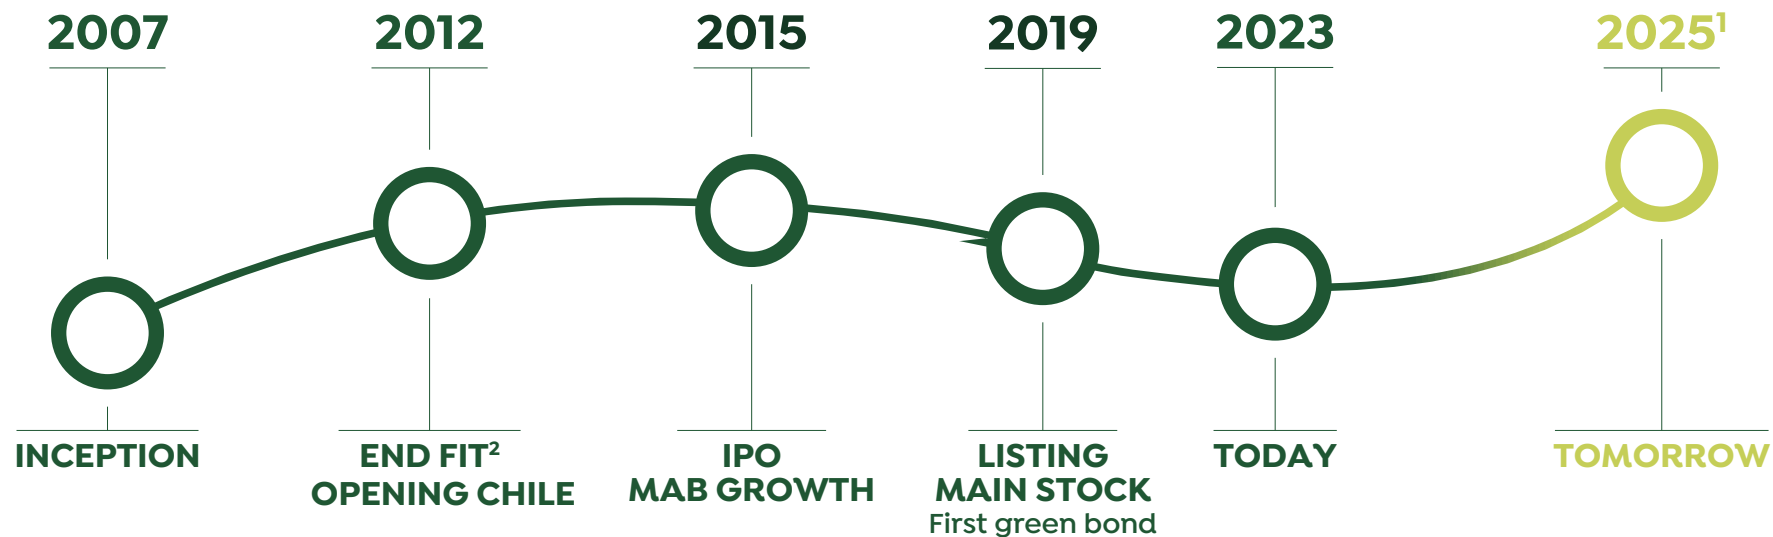 2007
2012
2015
2019
2023
2025¹
INCEPTION
END FIT²
OPENING CHILE
IPO
MAB GROWTH
LISTING
MAIN STOCK
First green bond
TODAY
TOMORROW